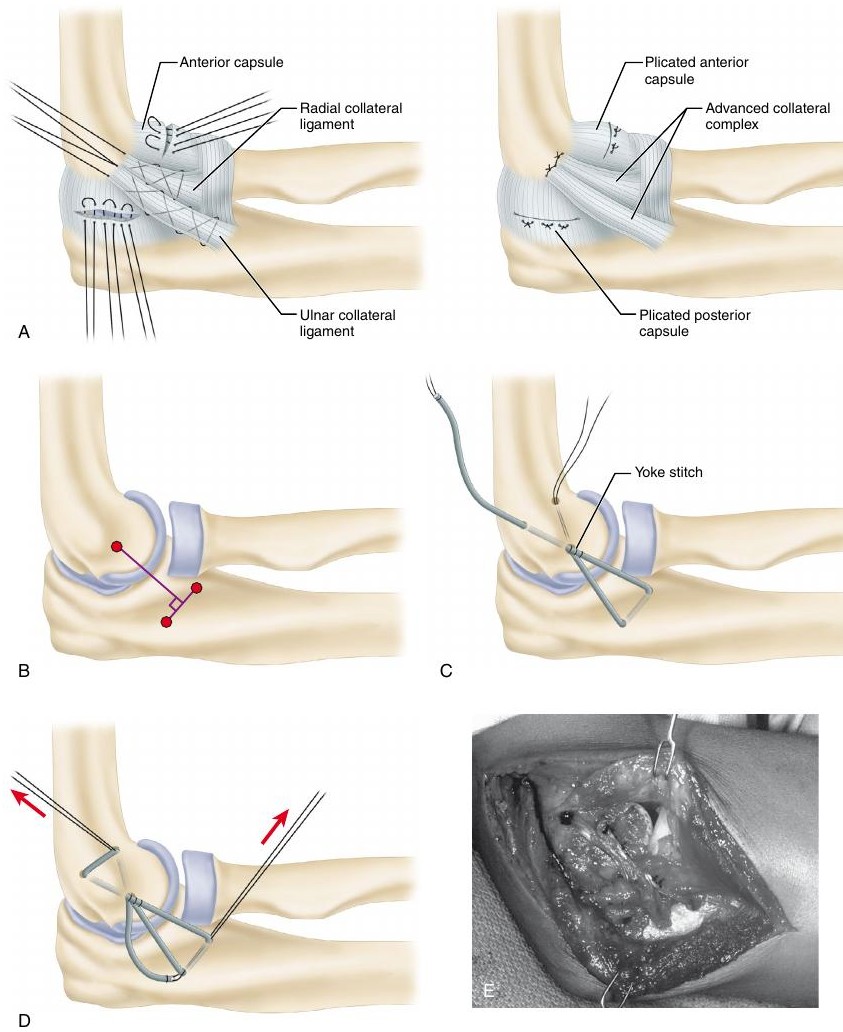 Anterior capsule
Radial collateral
ligament
Ulnar collateral
ligament
A
Plicated anterior
capsule
Advanced collateral
complex
Plicated posterior
capsule
B
Yoke stitch
C
D
E